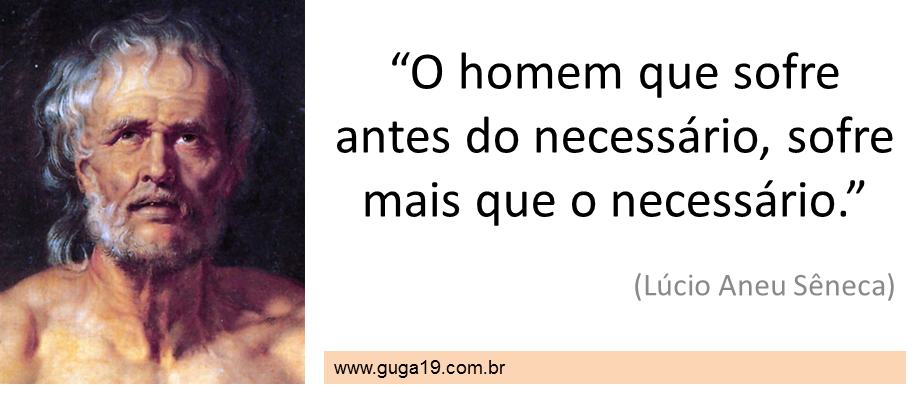 “O homem que sofre
antes do necessário, sofre
mais que o necessário.”
(Lúcio Aneu Sêneca)
www.guga19.com.br